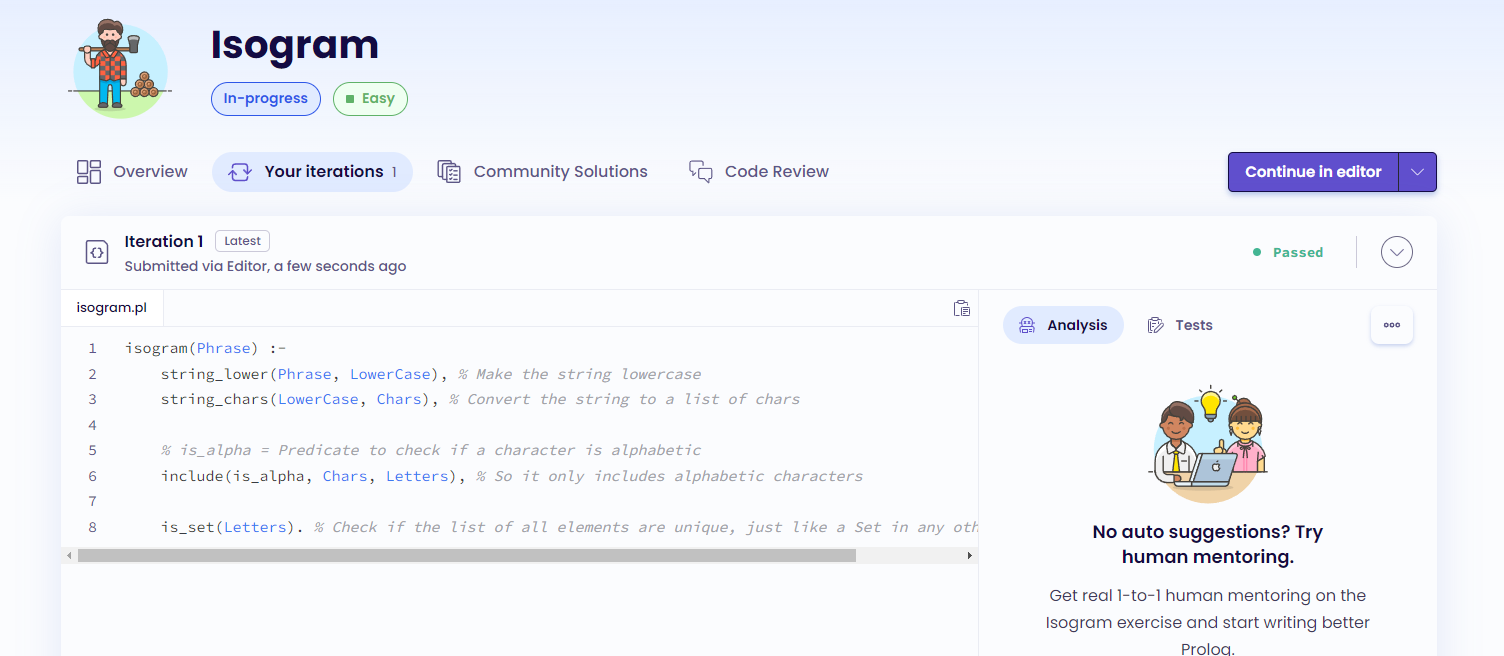 Isogram
In-progress
Easy
Overview
Your iterations 1
Community Solutions
Code Review
Continue in editor
Iteration 1 Latest
Submitted via Editor, a few seconds ago
Passed
isogram.pl
Analysis
Tests
1 isogram(Phrase) :-
2 string_lower(Phrase, LowerCase), % Make the string lowercase
3 string_chars(LowerCase, Chars), % Convert the string to a list of chars
4
5 % is_alpha = Predicate to check if a character is alphabetic
6 include(is_alpha, Chars, Letters), % So it only includes alphabetic characters
7
8 is_set(Letters). % Check if the list of all elements are unique, just like a Set in any
No auto suggestions? Try
human mentoring.
Get real 1-to-1 human mentoring on the
Isogram exercise and start writing better
Prolog.